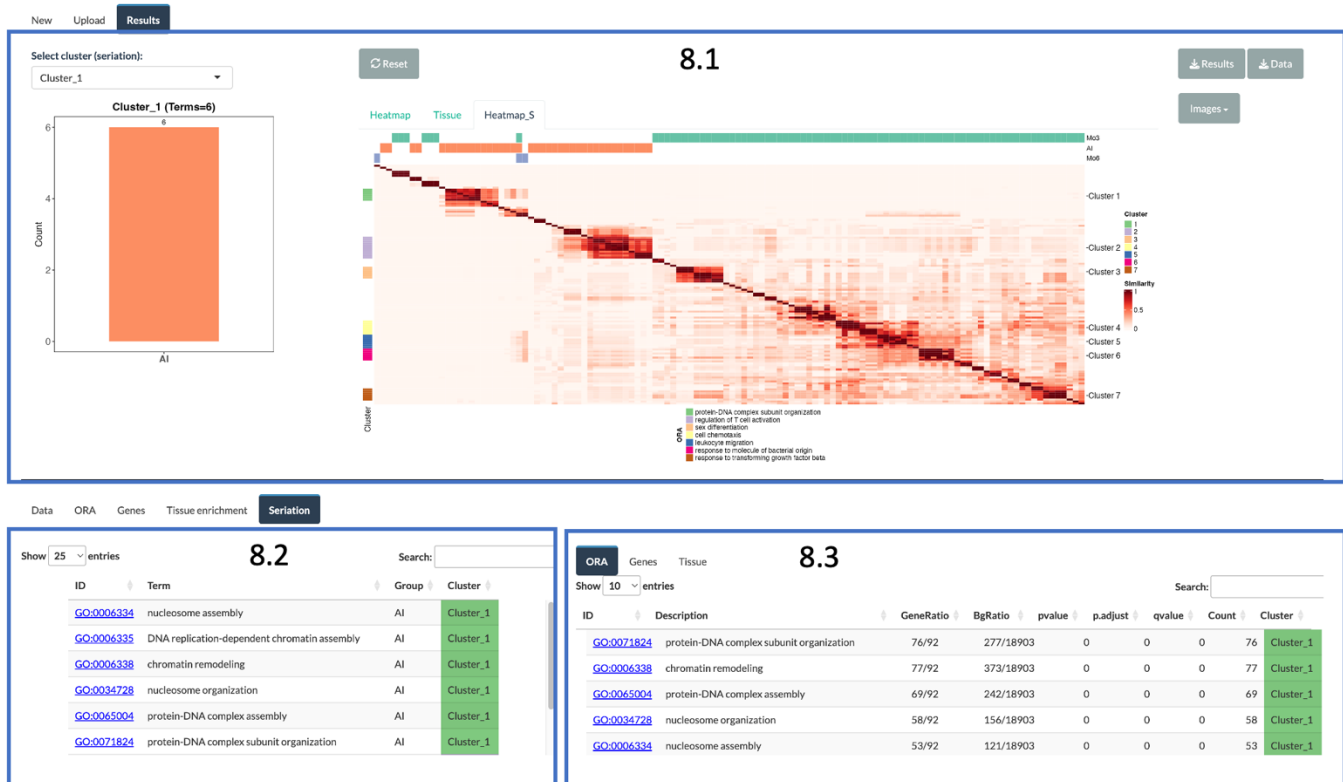 New Upload Results
Select cluster (seriation):
Cluster_1
Reset
8.1
Results Data
Images
Cluster_1 (Terms=6)
6
6
4
2
0
Count
AI
Heatmap Tissue Heatmap_S
Mo3
AI
Mo6
Cluster 1
Cluster 2
Cluster 3
Cluster 4
Cluster 5
Cluster 6
Cluster 7
Cluster
1
2
3
4
5
6
7
Similarity
1
0.5
0
Cluster
ORA
protein-DNA complex subunit organization
regulation of T cell activation
sex differentiation
cell chemotaxis
leukocyte migration
response to molecule of bacterial origin
response to transforming growth factor beta
Data ORA Genes Tissue enrichment Seriation
Show 25 entries 8.2 Search:
ID Term Group Cluster
GO:0006334 nucleosome assembly AI Cluster_1
GO:0006335 DNA replication-dependent chromatin assembly AI Cluster_1
GO:0006338 chromatin remodeling AI Cluster_1
GO:0034728 nucleosome organization AI Cluster_1
GO:0065004 protein-DNA complex assembly AI Cluster_1
GO:0071824 protein-DNA complex subunit organization AI Cluster_1
ORA Genes Tissue 8.3
Show 10 entries Search:
ID Description GeneRatio BgRatio pvalue p.adjust qvalue Count Cluster
GO:0071824 protein-DNA complex subunit organization 76/92 277/18903 0 0 0 76 Cluster_1
GO:0006338 chromatin remodeling 77/92 373/18903 0 0 0 77 Cluster_1
GO:0065004 protein-DNA complex assembly 69/92 242/18903 0 0 0 69 Cluster_1
GO:0034728 nucleosome organization 58/92 156/18903 0 0 0 58 Cluster_1
GO:0006334 nucleosome assembly 53/92 121/18903 0 0 0 53 Cluster_1